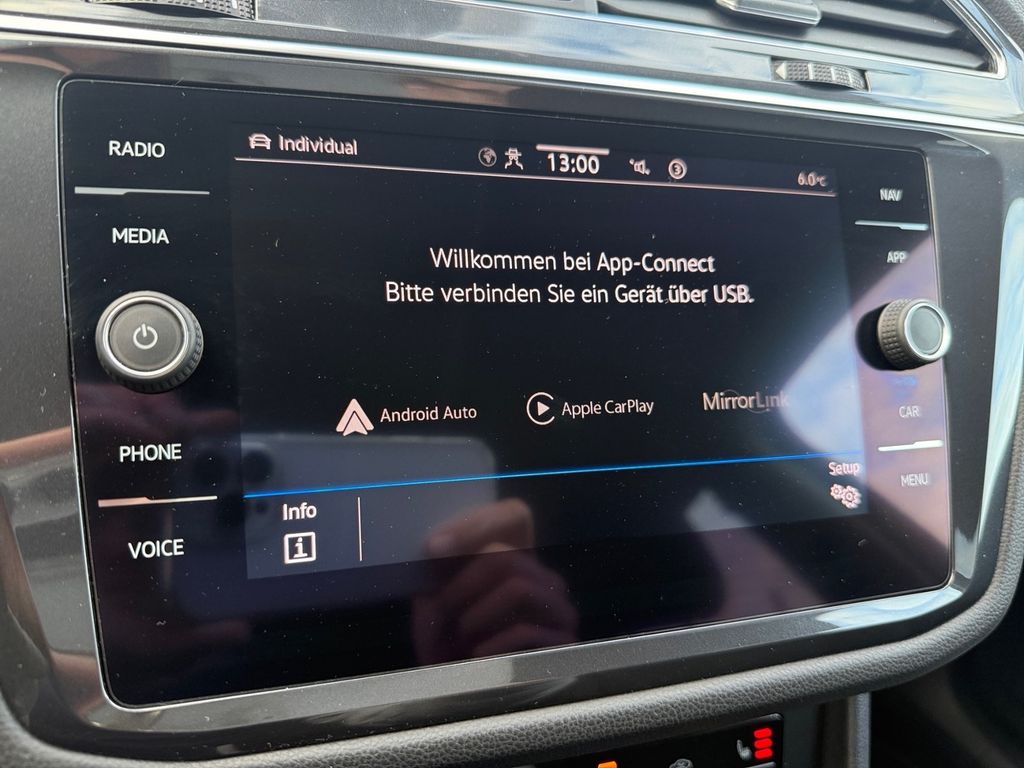 RADIO
MEDIA
PHONE
VOICE
Individual
13:00
3
6.0°C
Willkommen bei App-Connect
Bitte verbinden Sie ein Gerät über USB.
Android Auto
Apple CarPlay
MirrorLink
Setup
Info
i
NAV
APP
CAR
MENU